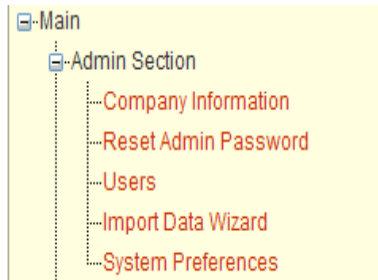 Main
Admin Section
Company Information
Reset Admin Password
Users
Import Data Wizard
System Preferences